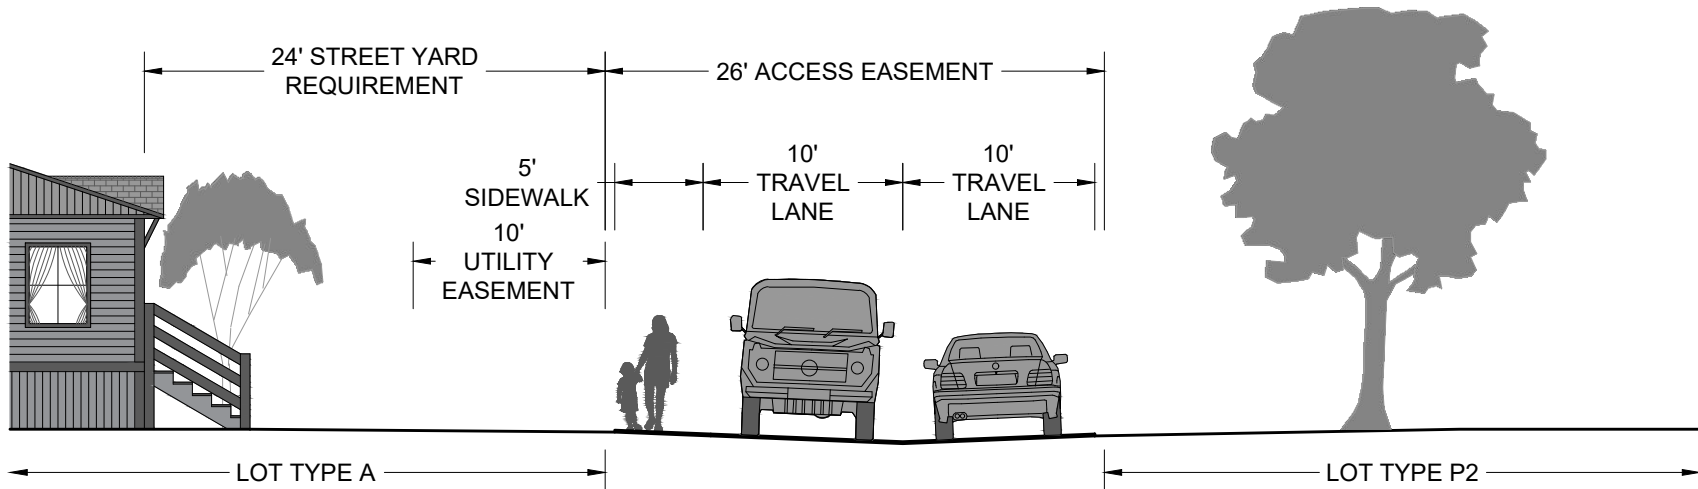 24' STREET YARD
REQUIREMENT
26' ACCESS EASEMENT
5'
SIDEWALK
10'
TRAVEL
LANE
10'
TRAVEL
LANE
10'
UTILITY
EASEMENT
LOT TYPE A
LOT TYPE P2